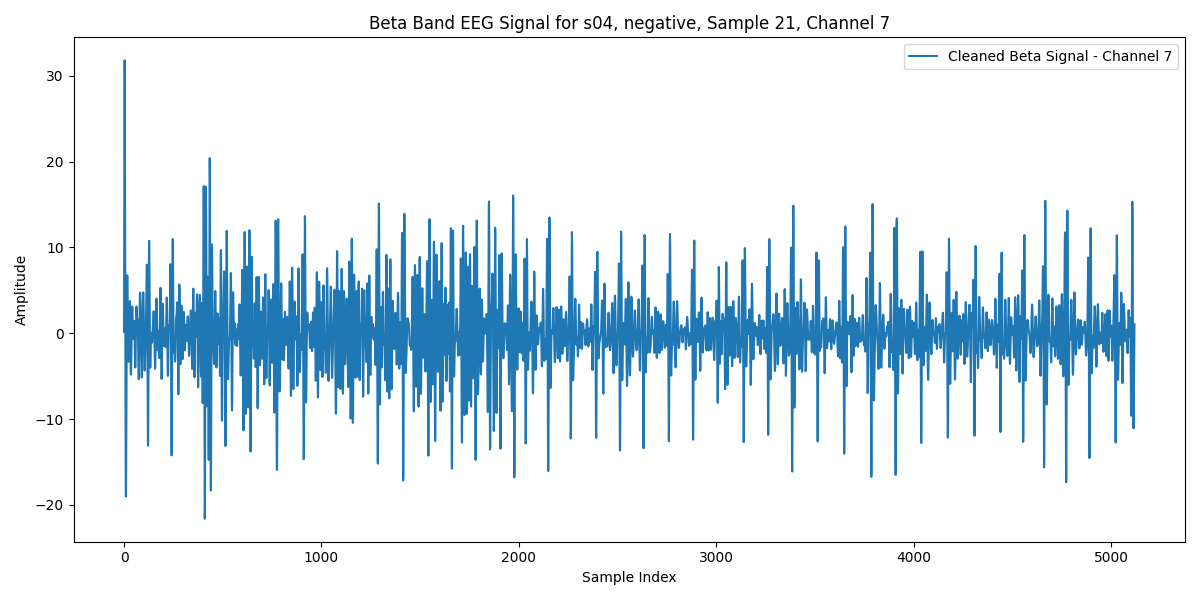 Beta Band EEG Signal for s04, negative, Sample 21, Channel 7
Cleaned Beta Signal - Channel 7
Amplitude
30
20
10
0
−10
−20
0 1000 2000 3000 4000 5000
Sample Index